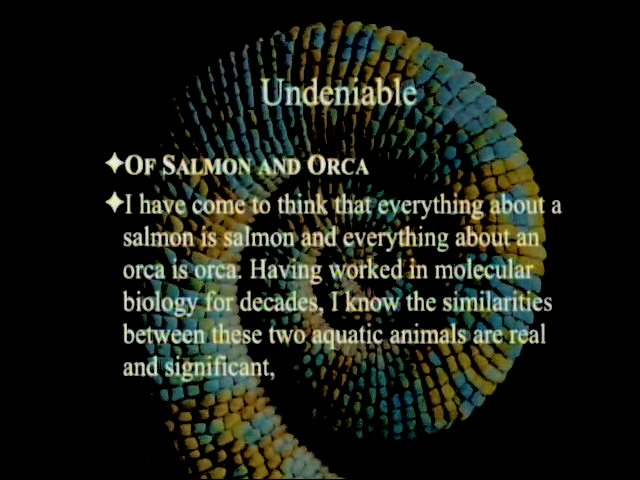 Undeniable
✦OF SALMON AND ORCA
✦I have come to think that everything about a
salmon is salmon and everything about an
orca is orca. Having worked in molecular
biology for decades, I know the similarities
between these two aquatic animals are real
and significant,